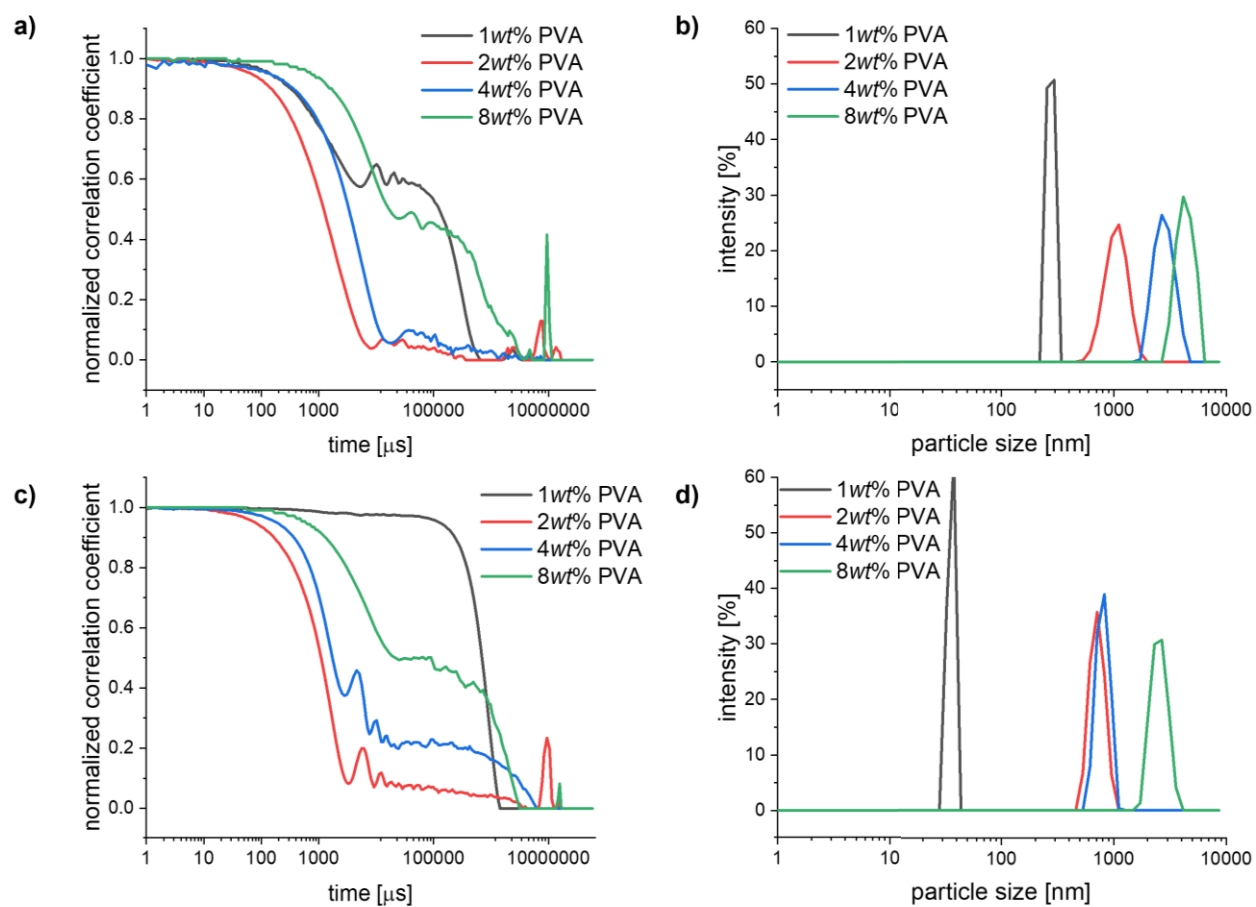 a)
1wt% PVA
2wt% PVA
4wt% PVA
8wt% PVA
normalized correlation coefficient
1.0
0.8
0.6
0.4
0.2
0.0
1 10 100 1000 100000 10000000
time [μs]
b)
1wt% PVA
2wt% PVA
4wt% PVA
8wt% PVA
intensity [%]
60
50
40
30
20
10
0
1 10 100 1000 10000
particle size [nm]
c)
1wt% PVA
2wt% PVA
4wt% PVA
8wt% PVA
normalized correlation coefficient
1.0
0.8
0.6
0.4
0.2
0.0
1 10 100 1000 100000 10000000
time [μs]
d)
1wt% PVA
2wt% PVA
4wt% PVA
8wt% PVA
intensity [%]
60
50
40
30
20
10
0
1 10 100 1000 10000
particle size [nm]